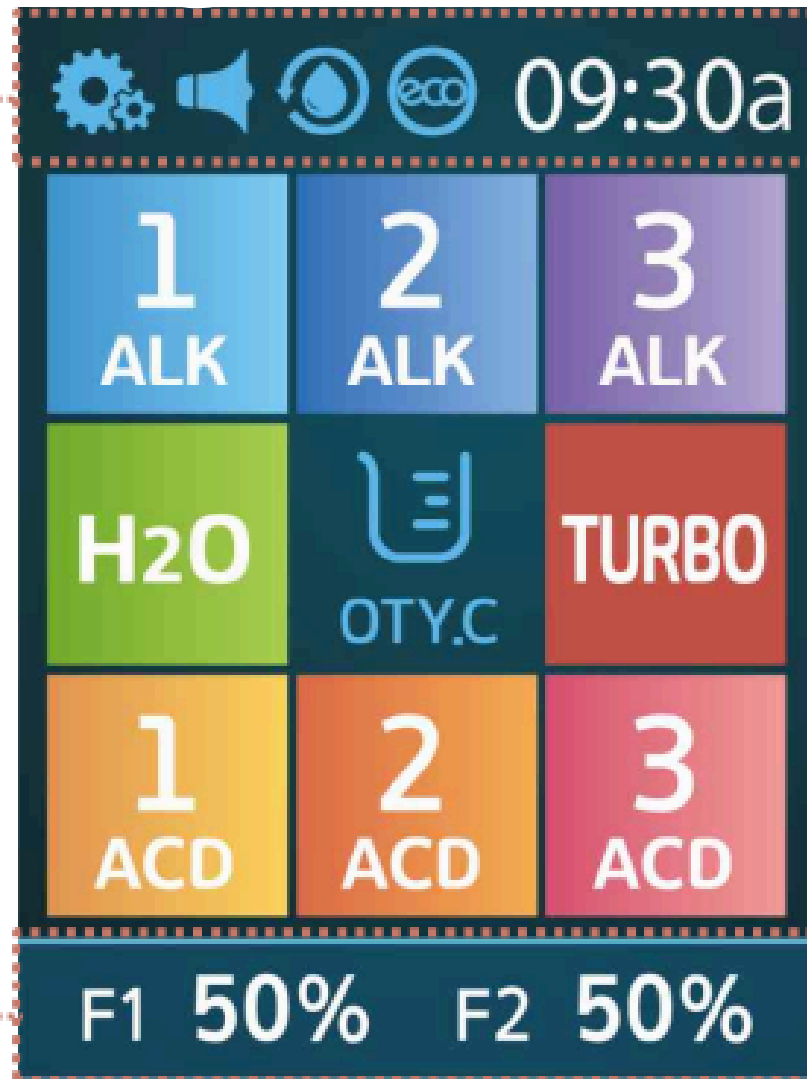 eco 09:30a
1 2 3
ALK ALK ALK
H2O OTY.C TURBO
1 2 3
ACD ACD ACD
F1 50% F2 50%